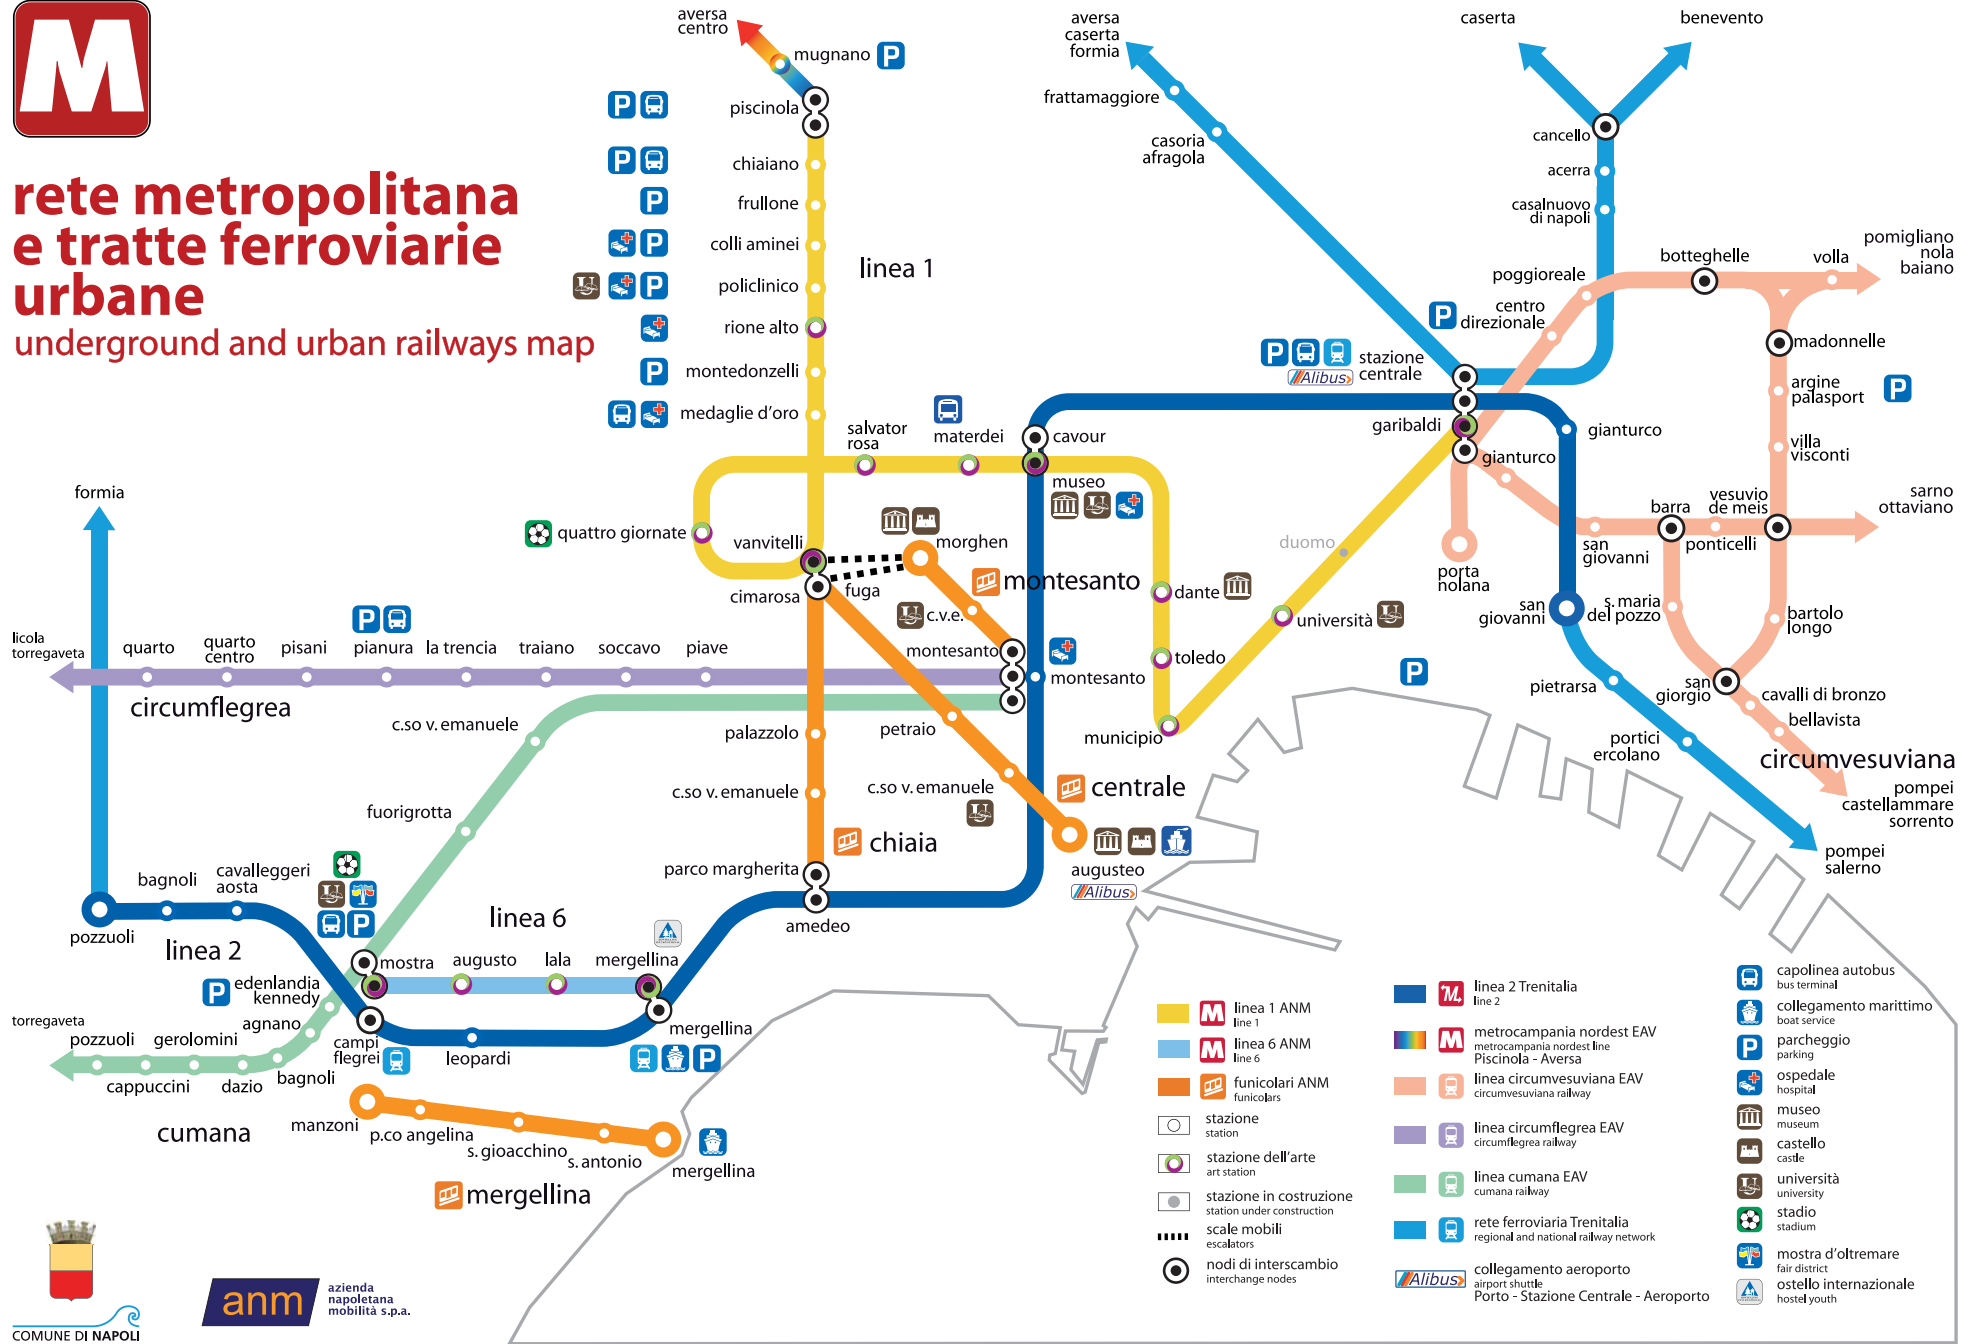 M
rete metropolitana
e tratte ferroviarie
urbane
underground and urban railways map
aversa
centro
mugnano
P
piscinola
P
chiaiano
P
frullone
P
colli aminei
P
policlinico
P
rione alto
montedonzelli
P
medaglie d'oro
linea 1
salvator
rosa
materdei
cavour
museo
quattro giornate
vanvitelli
cimarosa
fuga
morghen
montesanto
c.v.e.
montesanto
montesanto
duomo
dante
toledo
università
municipio
aversa
caserta
formia
frattamaggiore
casoria
afragola
caserta
benevento
cancello
acerra
casalnuovo
di napoli
poggioreale
centro
direzionale
P
botteghelle
volla
pomigliano
nola
baiano
madonnelle
argine
palasport
P
villa
visconti
P
Alibus
stazione
centrale
garibaldi
gianturco
gianturco
barra
vesuvio
de meis
ponticelli
sarno
ottaviano
san
giovanni
porta
nolana
san
giovanni
s. maria
del pozzo
bartolo
longo
pietrarsa
san
giorgio
cavalli di bronzo
bellavista
portici
ercolano
circumvesuviana
pompei
castellammare
sorrento
pompei
salerno
P
formia
licola
torregaveta
quarto
quarto
centro
pisani
P
pianura
la trencia
traiano
soccavo
piave
circumflegrea
c.so v. emanuele
fuorigrotta
palazzolo
petraio
c.so v. emanuele
c.so v. emanuele
centrale
chiaia
augusteo
Alibus
parco margherita
amedeo
bagnoli
cavalleggeri
aosta
P
pozzuoli
linea 2
linea 6
mostra
augusto
lala
mergellina
P
edenlandia
kennedy
agnano
torregaveta
pozzuoli
gerolomini
cappuccini
dazio
bagnoli
campi
flegrei
leopardi
mergellina
P
cumana
manzoni
p.co angelina
s. gioacchino
s. antonio
mergellina
mergellina
COMUNE DI NAPOLI
anm
azienda
napoletana
mobilità s.p.a.
M
linea 1 ANM
line 1
M
linea 6 ANM
line 6
funicolari ANM
funicolars
stazione
station
stazione dell'arte
art station
stazione in costruzione
station under construction
scale mobili
escalators
nodi di interscambio
interchange nodes
M
linea 2 Trenitalia
line 2
M
metrocampania nordest EAV
metrocampania nordest line
Piscinola - Aversa
linea circumvesuviana EAV
circumvesuviana railway
linea circumflegrea EAV
circumflegrea railway
linea cumana EAV
cumana railway
rete ferroviaria Trenitalia
regional and national railway network
Alibus
collegamento aeroporto
airport shuttle
Porto - Stazione Centrale - Aeroporto
capolinea autobus
bus terminal
collegamento marittimo
boat service
P
parcheggio
parking
ospedale
hospital
museo
museum
castello
castle
università
university
stadio
stadium
mostra d'oltremare
fair district
ostello internazionale
hostel youth